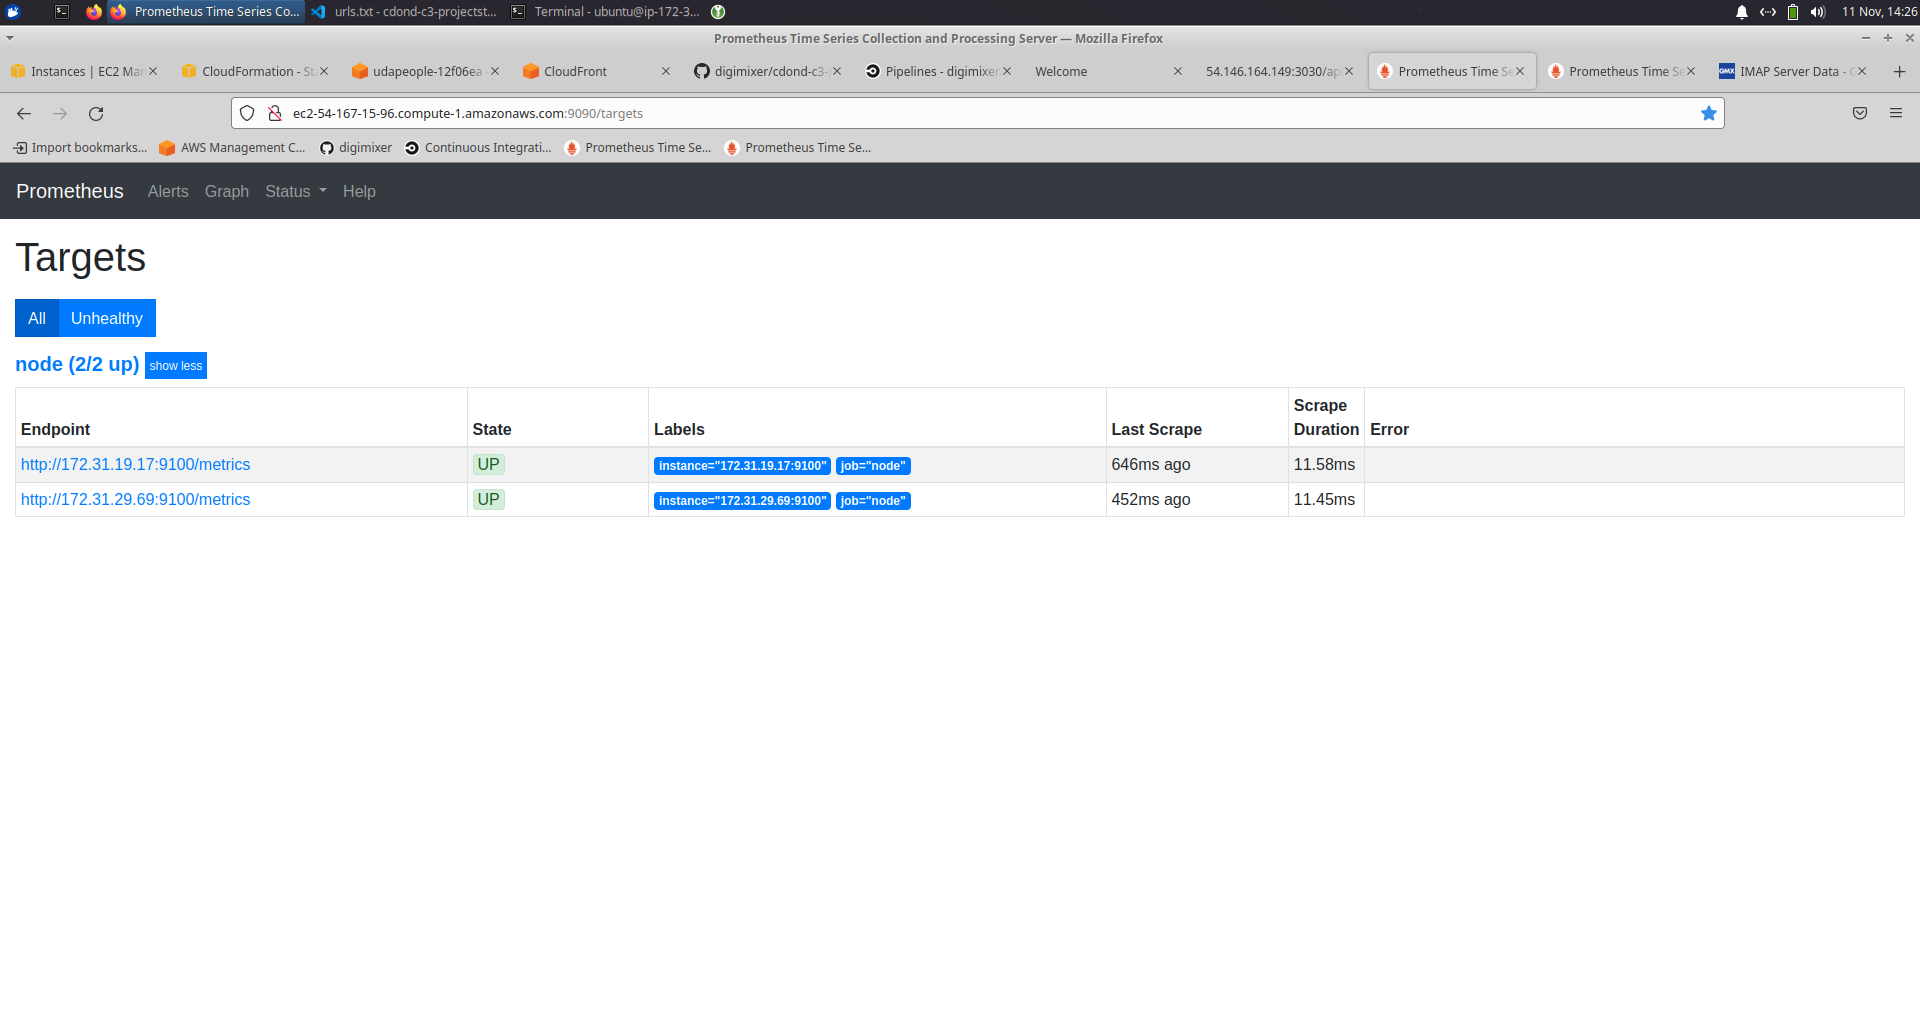 Prometheus Time Series Co... urls.txt - cdond-c3-projectst... Terminal - ubuntu@ip-172-3... 11 Nov, 14:26
Prometheus Time Series Collection and Processing Server — Mozilla Firefox
Instances | EC2 Man CloudFormation - St udapeople-12f06ea - CloudFront digimixer/cdond-c3- Pipelines - digimixer Welcome 54.146.164.149:3030/ap Prometheus Time Se Prometheus Time Se GMX IMAP Server Data - C
ec2-54-167-15-96.compute-1.amazonaws.com:9090/targets
Import bookmarks... AWS Management C... digimixer Continuous Integrati... Prometheus Time Se... Prometheus Time Se...
Prometheus Alerts Graph Status Help
Targets
All Unhealthy
node (2/2 up) show less
Endpoint State Labels Last Scrape Scrape Duration Error
http://172.31.19.17:9100/metrics UP instance="172.31.19.17:9100" job="node" 646ms ago 11.58ms
http://172.31.29.69:9100/metrics UP instance="172.31.29.69:9100" job="node" 452ms ago 11.45ms